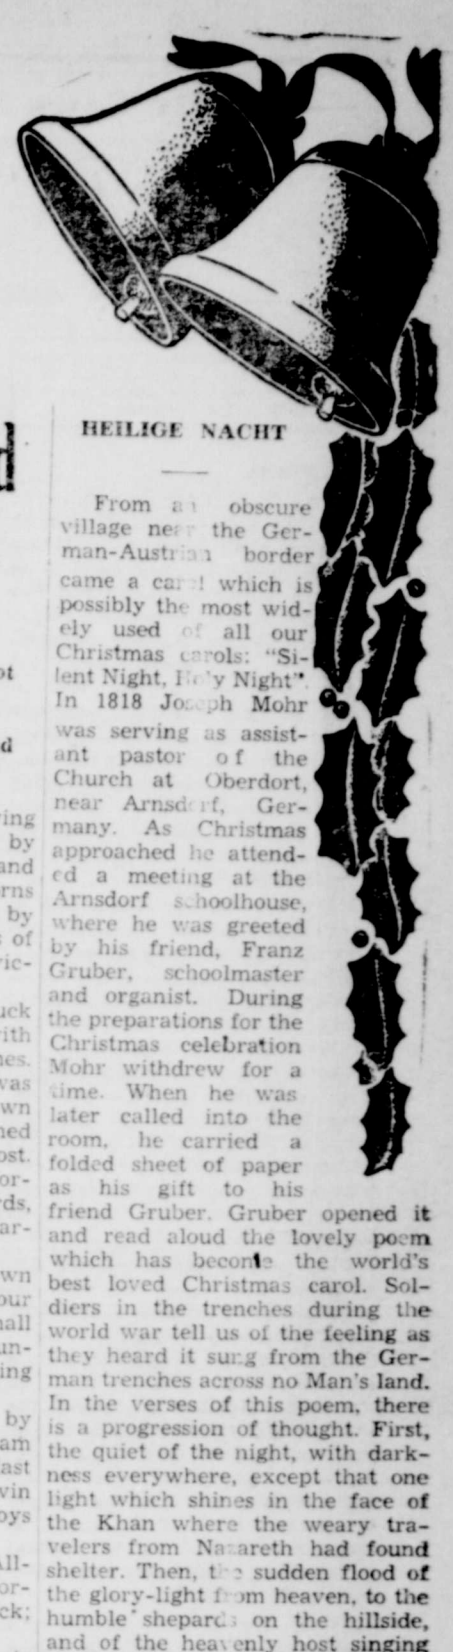 HEILIGE NACHT
From an obscure
village near the Ger-
man-Austrian border
came a carol which is
possibly the most wid-
ely used of all our
Christmas carols: "Si-
lent Night, Holy Night".
In 1818 Joseph Mohr
was serving as assist-
ant pastor of the
Church at Oberdort,
near Arnsdorf, Ger-
many. As Christmas
approached he attend-
ed a meeting at the
Arnsdorf schoolhouse,
where he was greeted
by his friend, Franz
Gruber, schoolmaster
and organist. During
the preparations for the
Christmas celebration
Mohr withdrew for a
time. When he was
later called into the
room, he carried a
folded sheet of paper
as his gift to his
friend Gruber. Gruber opened it
and read aloud the lovely poem
which has become the world's
best loved Christmas carol. Sol-
diers in the trenches during the
world war tell us of the feeling as
they heard it sung from the Ger-
man trenches across no Man's land.
In the verses of this poem, there
is a progression of thought. First,
the quiet of the night, with dark-
ness everywhere, except that one
light which shines in the face of
the Khan where the weary tra-
velers from Nazareth had found
shelter. Then, the sudden flood of
the glory-light from heaven, to the
humble shepards on the hillside,
and of the heavenly host singing